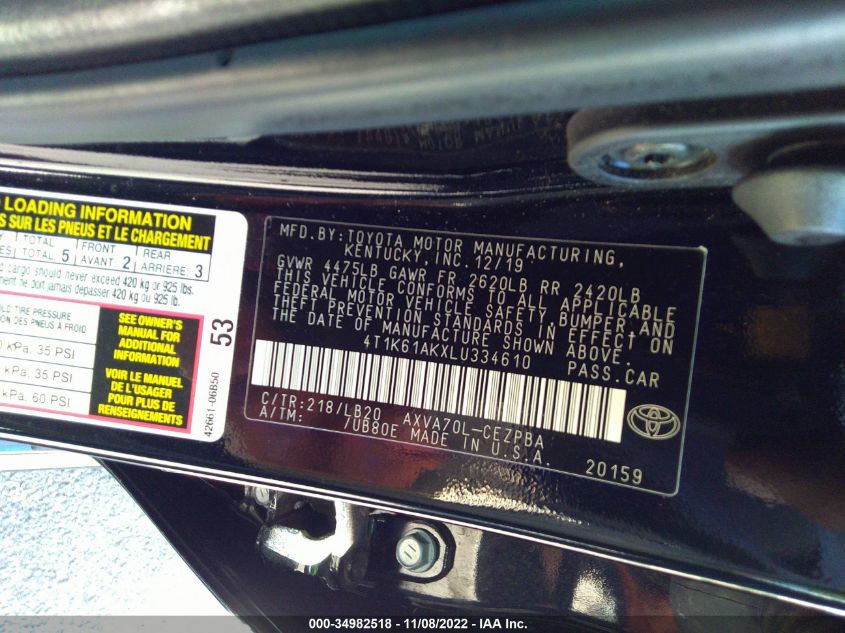 LOADING INFORMATION
S SUR LES PNEUS ET LE CHARGEMENT
TOTAL 5 FRONT 2 REAR 3
TOTAL AVANT ARRIÈRE
cargo should never exceed 420 kg or 925 lbs.
ne doit jamais dépasser 420 kg ou 925 lb.
TIRE PRESSURE
DES PNEUS À FROID
kPa, 35 PSI
kPa, 35 PSI
kPa, 60 PSI
SEE OWNER'S
MANUAL FOR
ADDITIONAL
INFORMATION
VOIR LE MANUEL
DE L'USAGER
POUR PLUS DE
RENSEIGNEMENTS
53
42661-06B50
MFD.BY:TOYOTA MOTOR MANUFACTURING,
KENTUCKY,INC.12/19
GVWR 4475LB GAWR FR 2620LB RR 2420LB
THIS VEHICLE CONFORMS TO ALL APPLICABLE
FEDERAL MOTOR VEHICLE SAFETY,BUMPER,AND
THEFT PREVENTION STANDARDS IN EFFECT ON
THE DATE OF MANUFACTURE SHOWN ABOVE.
4T1K61AKXLU334610 PASS.CAR
C/TR:218/LB20 AXVA70L-CEZPBA
A/TM: 7UB80E MADE IN U.S.A. 20159
000-34982518 - 11/08/2022 - IAA Inc.